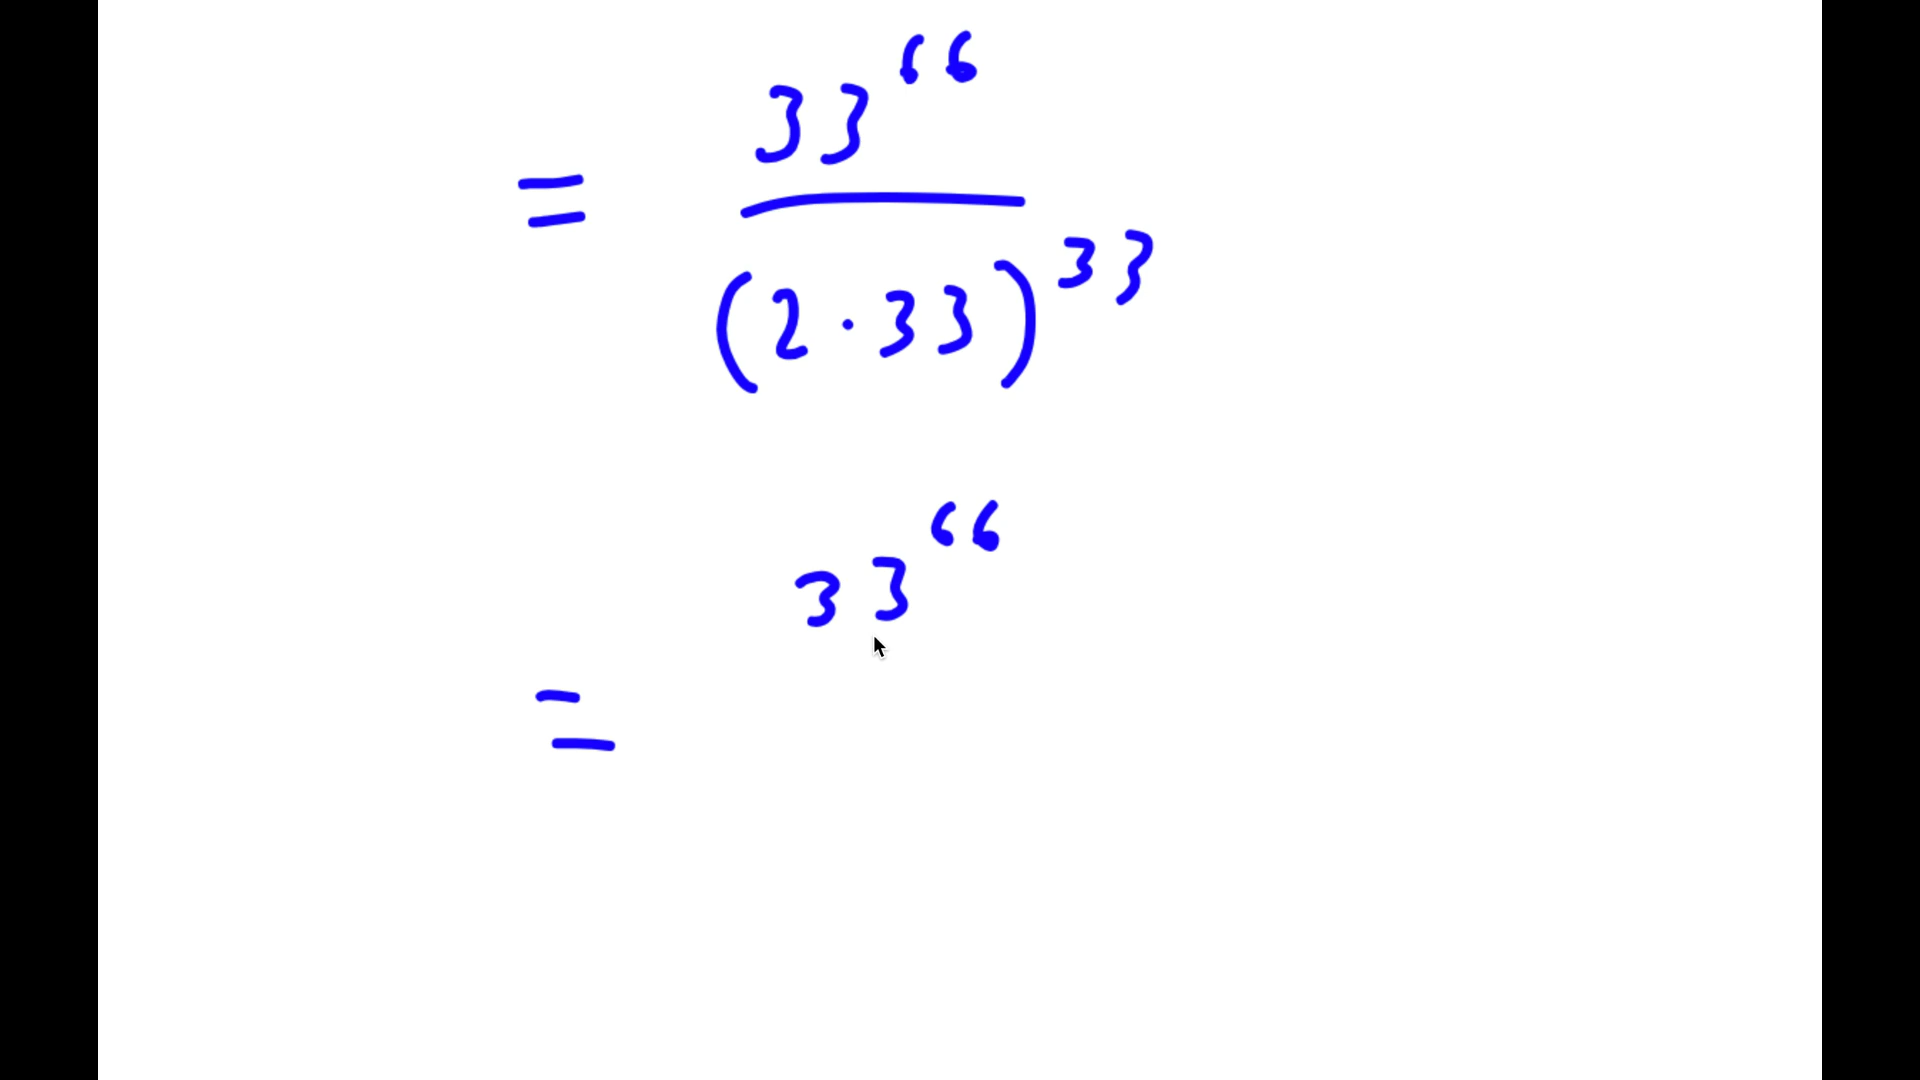 = 33^66 / (2 · 33)^33
= 33^66